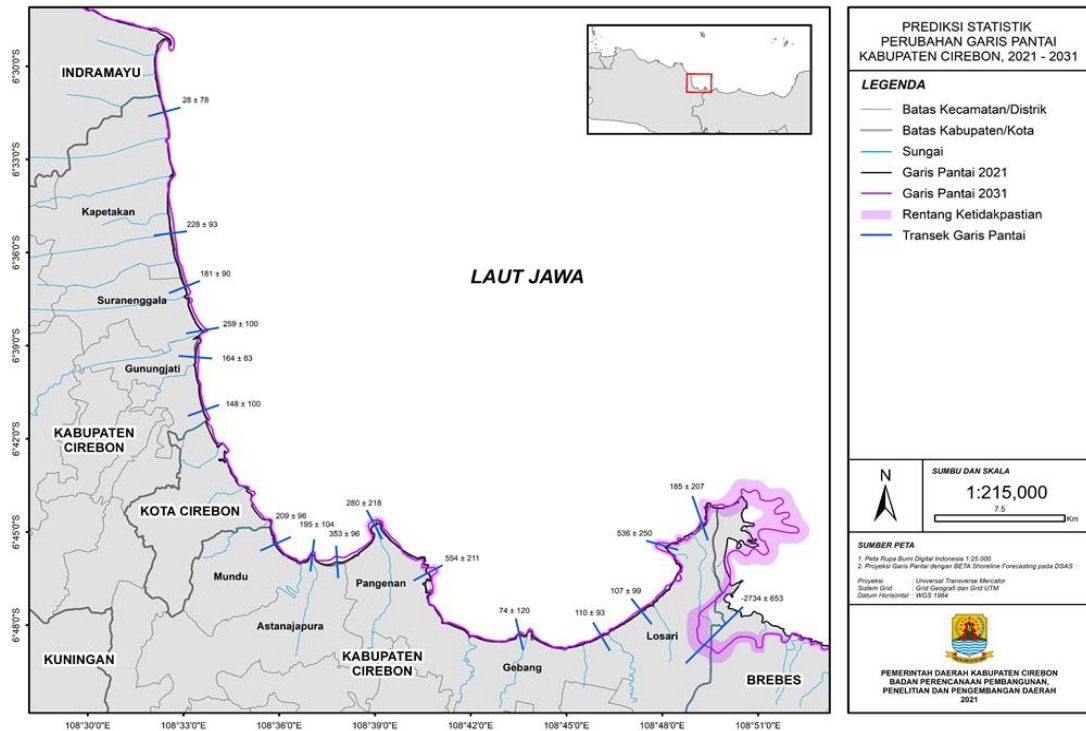 PREDIKSI STATISTIK
PERUBAHAN GARIS PANTAI
KABUPATEN CIREBON, 2021 - 2031
LEGENDA
Batas Kecamatan/Distrik
Batas Kabupaten/Kota
Sungai
Garis Pantai 2021
Garis Pantai 2031
Rentang Ketidakpastian
Transek Garis Pantai
N
SUMBU DAN SKALA
1:215,000
7.5
Km
SUMBER PETA
1. Peta Rupa Bumi Digital Indonesia 1:25.000
2. Proyeksi Garis Pantai dengan BETA Shoreline Forecasting pada DSAS
Proyeksi : Universal Transverse Mercator
Sistem Grid : Grid Geografi dan Grid UTM
Datum Horisontal : WGS 1984
PEMERINTAH DAERAH KABUPATEN CIREBON
BADAN PERENCANAAN PEMBANGUNAN,
PENELITIAN DAN PENGEMBANGAN DAERAH
2021
6°30'0"S
6°33'0"S
6°36'0"S
6°39'0"S
6°42'0"S
6°45'0"S
6°48'0"S
INDRAMAYU
28 ± 78
Kapetakan
228 ± 93
LAUT JAWA
181 ± 90
Suranenggala
259 ± 100
164 ± 83
Gunungjati
148 ± 100
KABUPATEN
CIREBON
KOTA CIREBON
280 ± 218
185 ± 207
209 ± 96
195 ± 104
353 ± 96
536 ± 250
554 ± 211
Mundu
Pangenan
-2734 ± 653
74 ± 120
107 ± 99
110 ± 93
Astanajapura
Losari
KUNINGAN
KABUPATEN
CIREBON
Gebang
BREBES
108°30'0"E
108°33'0"E
108°36'0"E
108°39'0"E
108°42'0"E
108°45'0"E
108°48'0"E
108°51'0"E